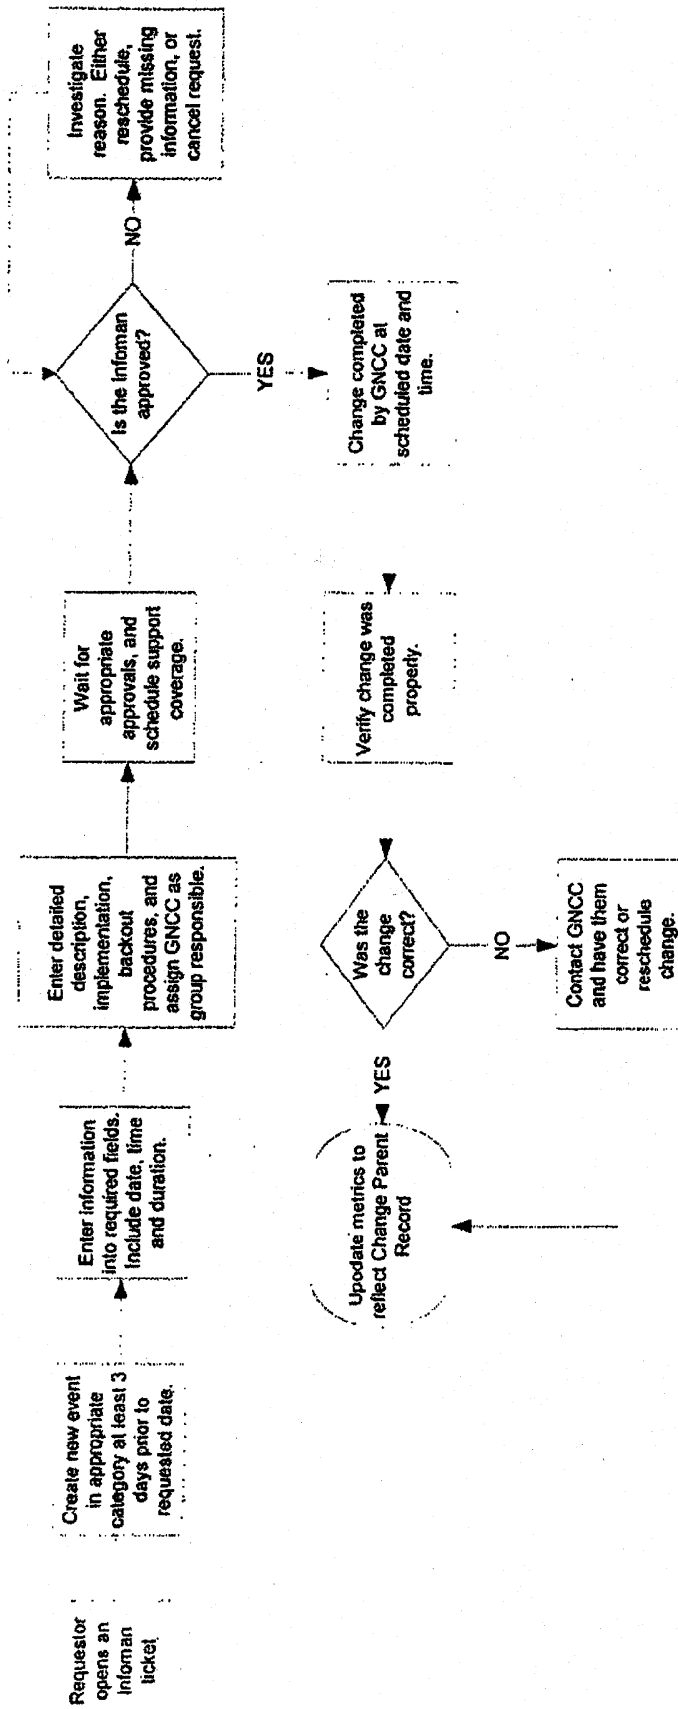 Requestor
opens an
Infoman
ticket
Create new event
in appropriate
category at least 3
days prior to
requested date.
Enter information
into required fields.
Include date, time
and duration.
Enter detailed
description,
implementation,
backout
procedures, and
assign GNCC as
group responsible.
Wait for
appropriate
approvals, and
schedule support
coverage.
Is the Infoman
approved?
NO
Investigate
reason. Either
reschedule,
provide missing
information, or
cancel request.
YES
Change completed
by GNCC at
scheduled date and
time.
Verify change was
completed
properly.
Was the
change
correct?
YES
Upodate metrics to
reflect Change Parent
Record
NO
Contact GNCC
and have them
correct or
reschedule
change.